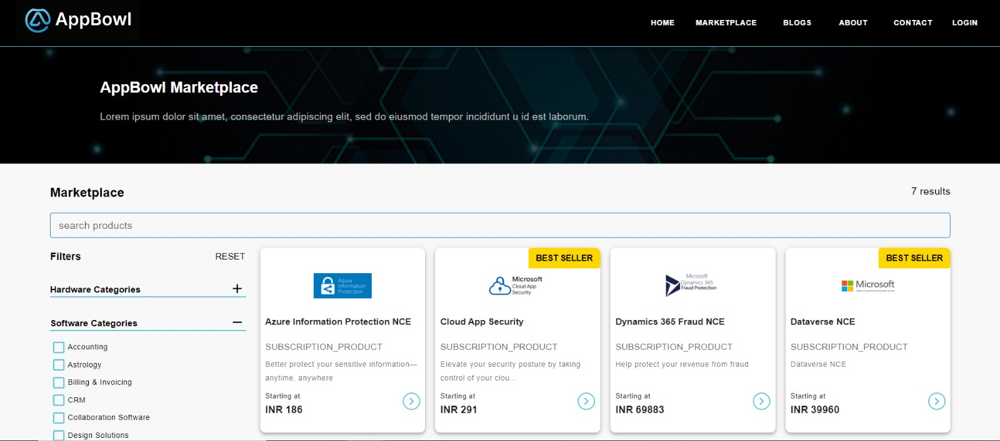 AppBowl
HOME MARKETPLACE BLOGS ABOUT CONTACT LOGIN
AppBowl Marketplace
Lorem ipsum dolor sit amet, consectetur adipiscing elit, sed do eiusmod tempor incididunt u id est laborum.
Marketplace
7 results
search products
Filters RESET
Hardware Categories
Software Categories
Accounting
Astrology
Billing & Invoicing
CRM
Collaboration Software
Design Solutions
Azure
Information
Protection
Azure Information Protection NCE
SUBSCRIPTION_PRODUCT
Better protect your sensitive information—
anytime, anywhere
Starting at
INR 186
BEST SELLER
Microsoft
Cloud App
Security
Cloud App Security
SUBSCRIPTION_PRODUCT
Elevate your security posture by taking
control of your clou...
Starting at
INR 291
Microsoft
Dynamics 365
Fraud Protection
Dynamics 365 Fraud NCE
SUBSCRIPTION_PRODUCT
Help protect your revenue from fraud
Starting at
INR 69883
BEST SELLER
Microsoft
New Commerce Experience
Dataverse NCE
SUBSCRIPTION_PRODUCT
Dataverse NCE
Starting at
INR 39960